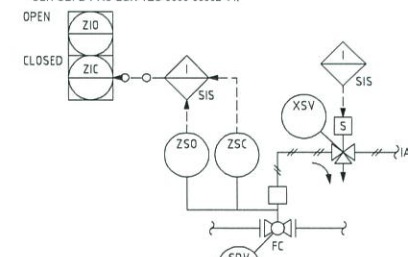 OPEN
ZIO
CLOSED
ZIC
I
SIS
I
SIS
XSV
S
ZSO
ZSC
IA
FC